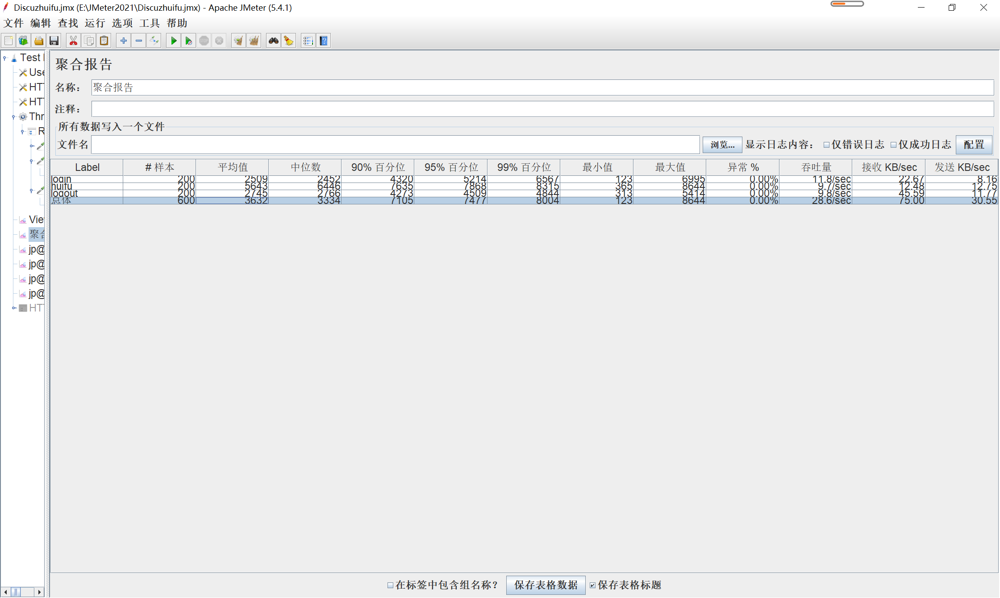 Discuzhuifu.jmx (E:\JMeter2021\Discuzhuifu.jmx) - Apache JMeter (5.4.1)
文件 编辑 查找 运行 选项 工具 帮助
Test
Use
HTT
HTT
Thr
R
View
聚合
jp@
jp@
jp@
jp@
HTT
聚合报告
名称： 聚合报告
注释：
所有数据写入一个文件
文件名 浏览... 显示日志内容： 仅错误日志 仅成功日志 配置
Label # 样本 平均值 中位数 90% 百分位 95% 百分位 99% 百分位 最小值 最大值 异常 % 吞吐量 接收 KB/sec 发送 KB/sec
login 200 2509 2452 4320 5214 6567 123 6995 0.00% 11.8/sec 22.67 8.16
huifu 200 5643 6446 7635 7868 8315 365 8644 0.00% 9.7/sec 12.48 12.75
logout 200 2745 2766 4273 4509 4844 313 5414 0.00% 9.8/sec 45.59 11.77
总体 600 3632 3334 7105 7477 8004 123 8644 0.00% 28.6/sec 75.00 30.55
在标签中包含组名称？ 保存表格数据 保存表格标题